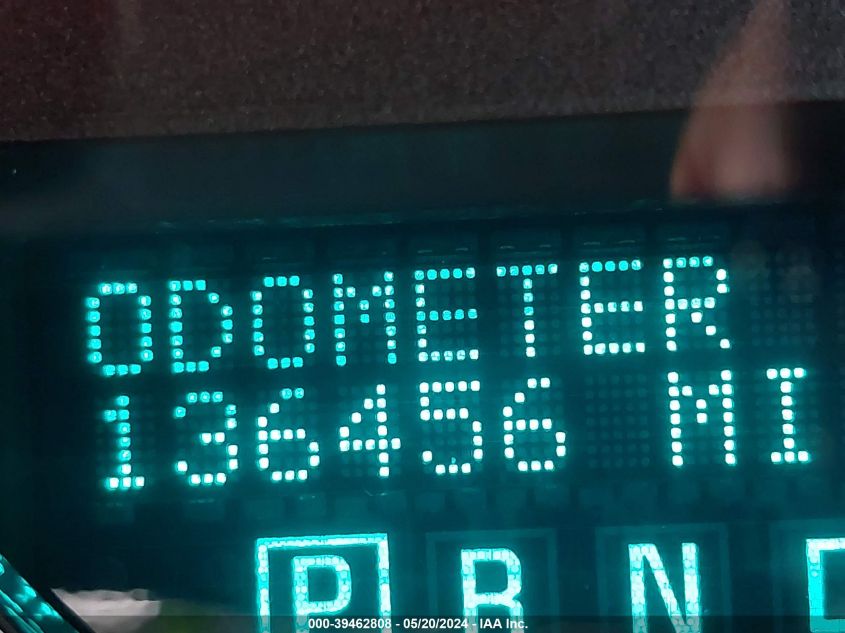 ODOMETER
136456 MI
P R N
000-39462808 - 05/20/2024 - IAA Inc.